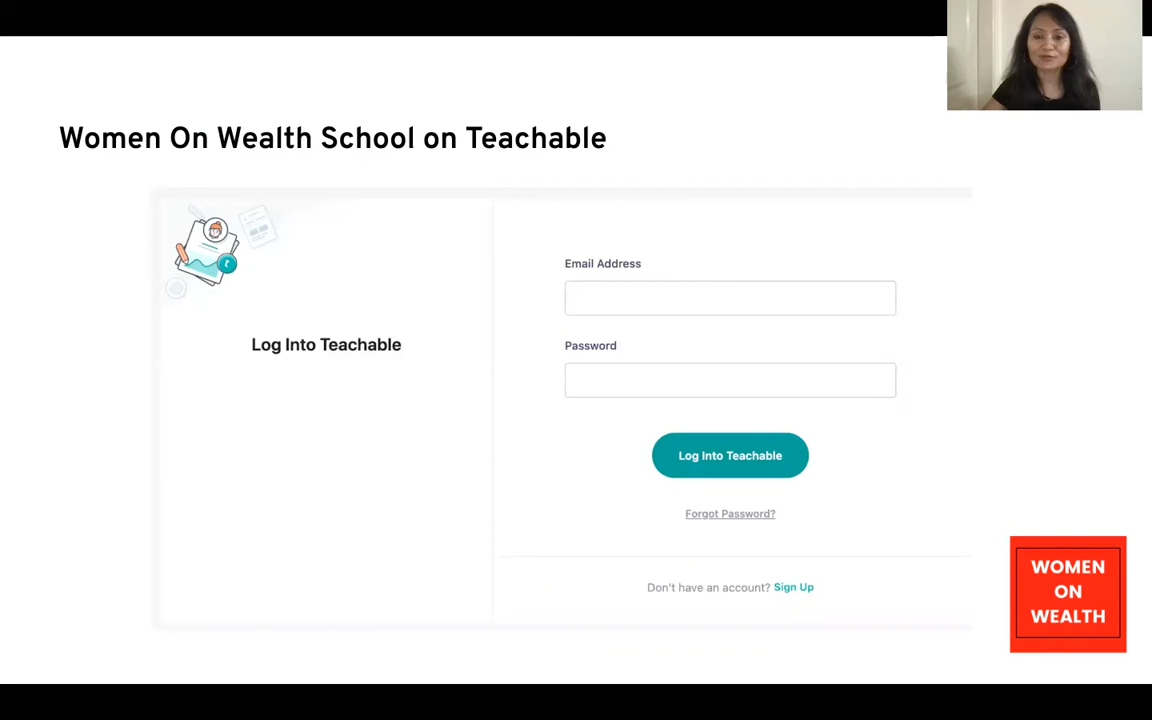 Women On Wealth School on Teachable
Log Into Teachable
Email Address
Password
Log Into Teachable
Forgot Password?
Don't have an account? Sign Up
WOMEN
ON
WEALTH
t